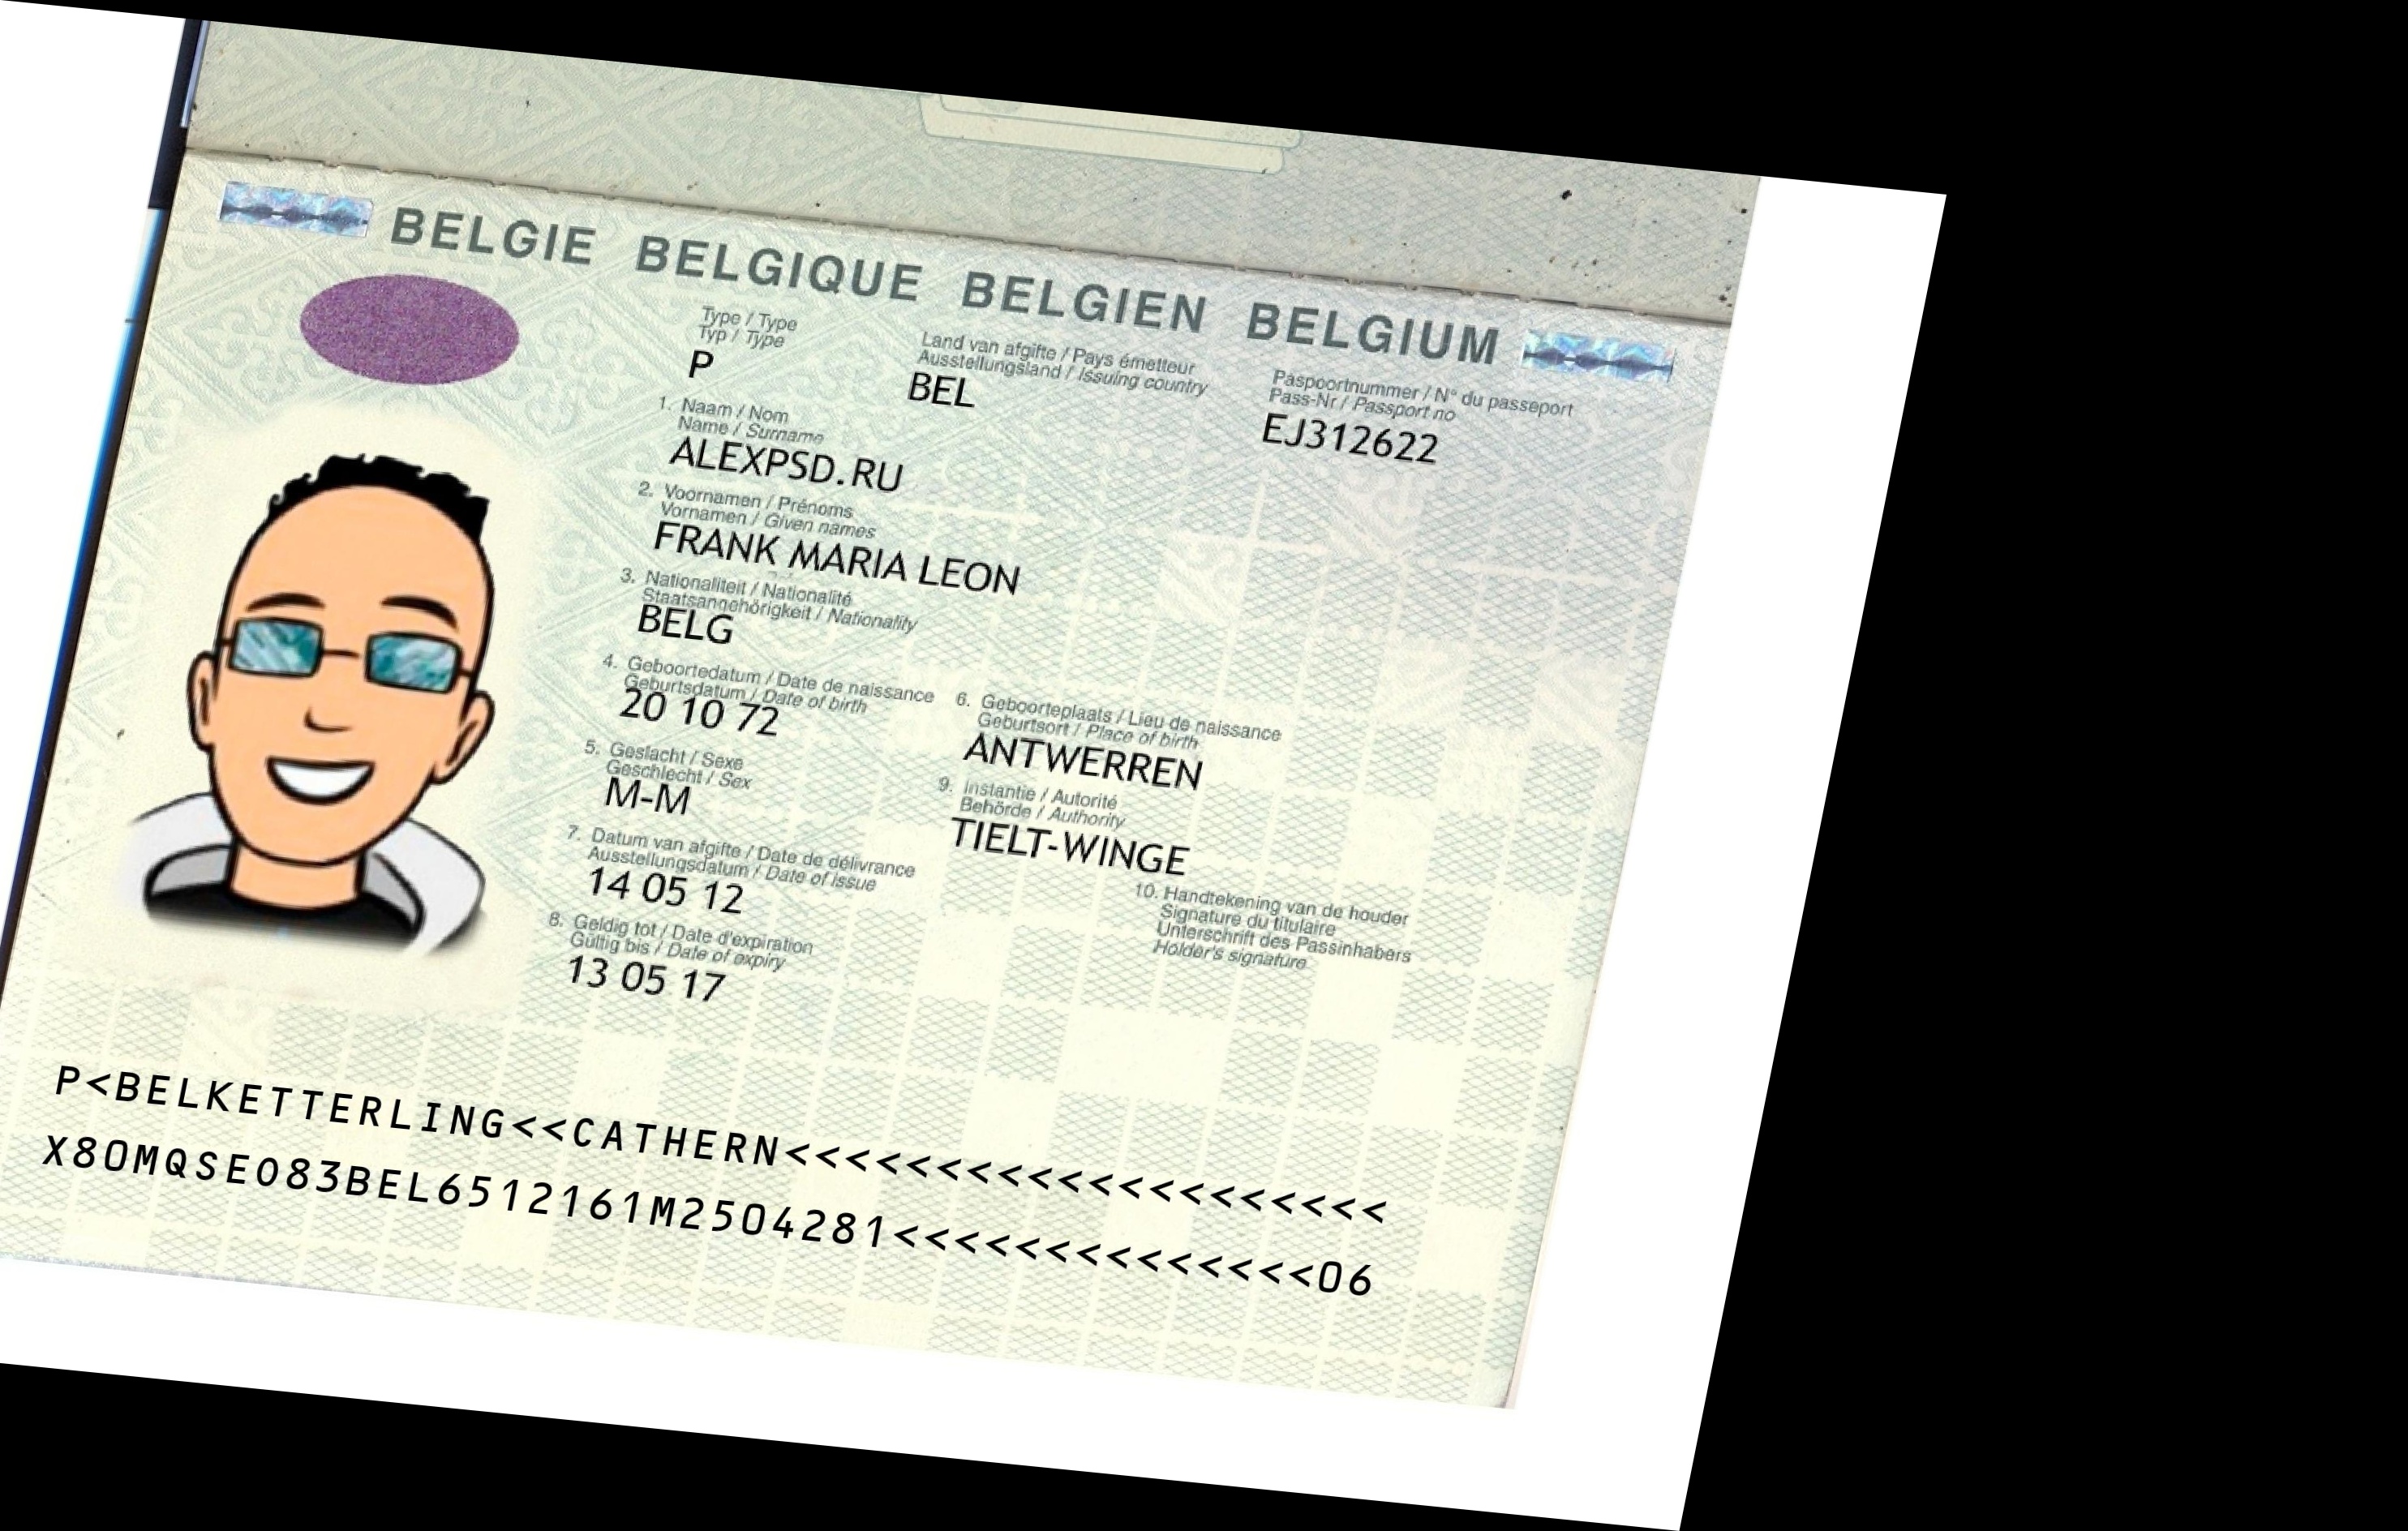 BELGIE BELGIQUE BELGIEN BELGIUM
Type / Type
Typ / Type
P
Land van afgifte / Pays émetteur
Ausstellungsland / Issuing country
BEL
Paspoortnummer / N° du passeport
Pass-Nr / Passport no
EJ312622
1. Naam / Nom
Name / Surname
ALEXPSD.RU
2. Voornamen / Prénoms
Vornamen / Given names
FRANK MARIA LEON
3. Nationaliteit / Nationalité
Staatsangehörigkeit / Nationality
BELG
4. Geboortedatum / Date de naissance
Geburtsdatum / Date of birth
20 10 72
6. Geboorteplaats / Lieu de naissance
Geburtsort / Place of birth
ANTWERREN
5. Geslacht / Sexe
Geschlecht / Sex
M-M
9. Instantie / Autorité
Behörde / Authority
TIELT-WINGE
7. Datum van afgifte / Date de délivrance
Ausstellungsdatum / Date of issue
14 05 12
10. Handtekening van de houder
Signature du titulaire
Unterschrift des Passinhabers
Holder's signature
8. Geldig tot / Date d'expiration
Gültig bis / Date of expiry
13 05 17
P<BELKETTERLING<<CATHERN<<<<<<<<<<<<<<<<<<<<
X80MQSE083BEL6512161M2504281<<<<<<<<<<<<<<06